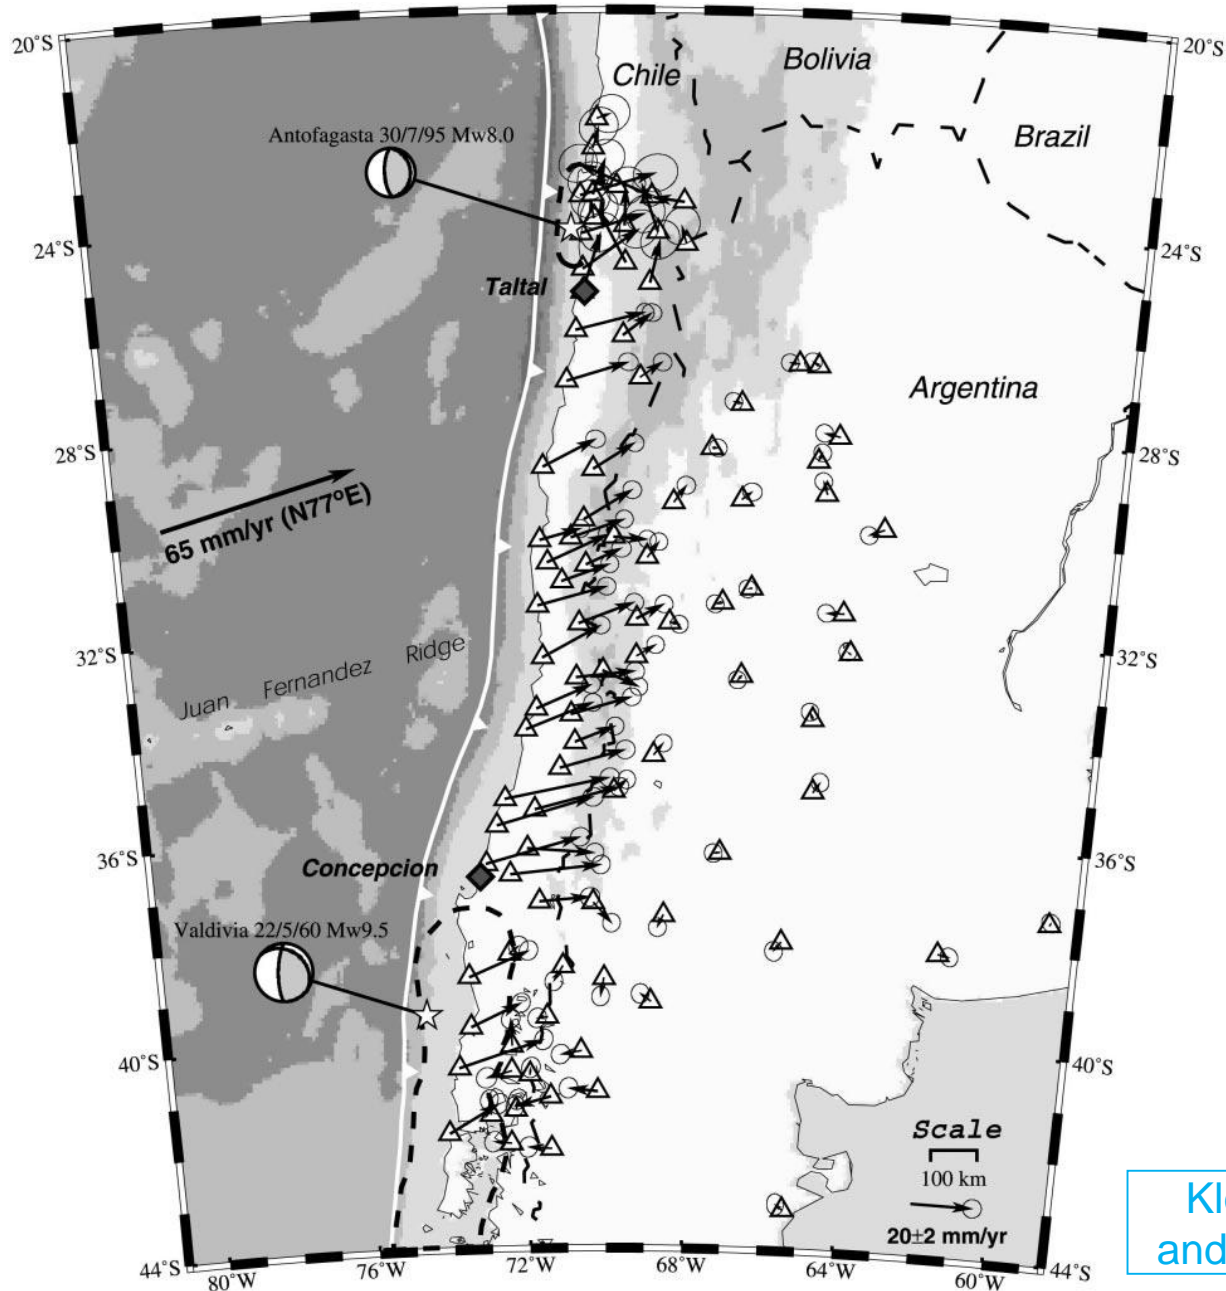 20°S
20°S
Chile
Bolivia
Brazil
Antofagasta 30/7/95 Mw8.0
24°S
24°S
Taltal
Argentina
28°S
28°S
65 mm/yr (N77°E)
32°S
32°S
Juan Fernandez Ridge
36°S
36°S
Concepcion
Valdivia 22/5/60 Mw9.5
40°S
40°S
Scale
100 km
20±2 mm/yr
Kl
and
44°S
80°W
76°W
72°W
68°W
64°W
60°W
44°S